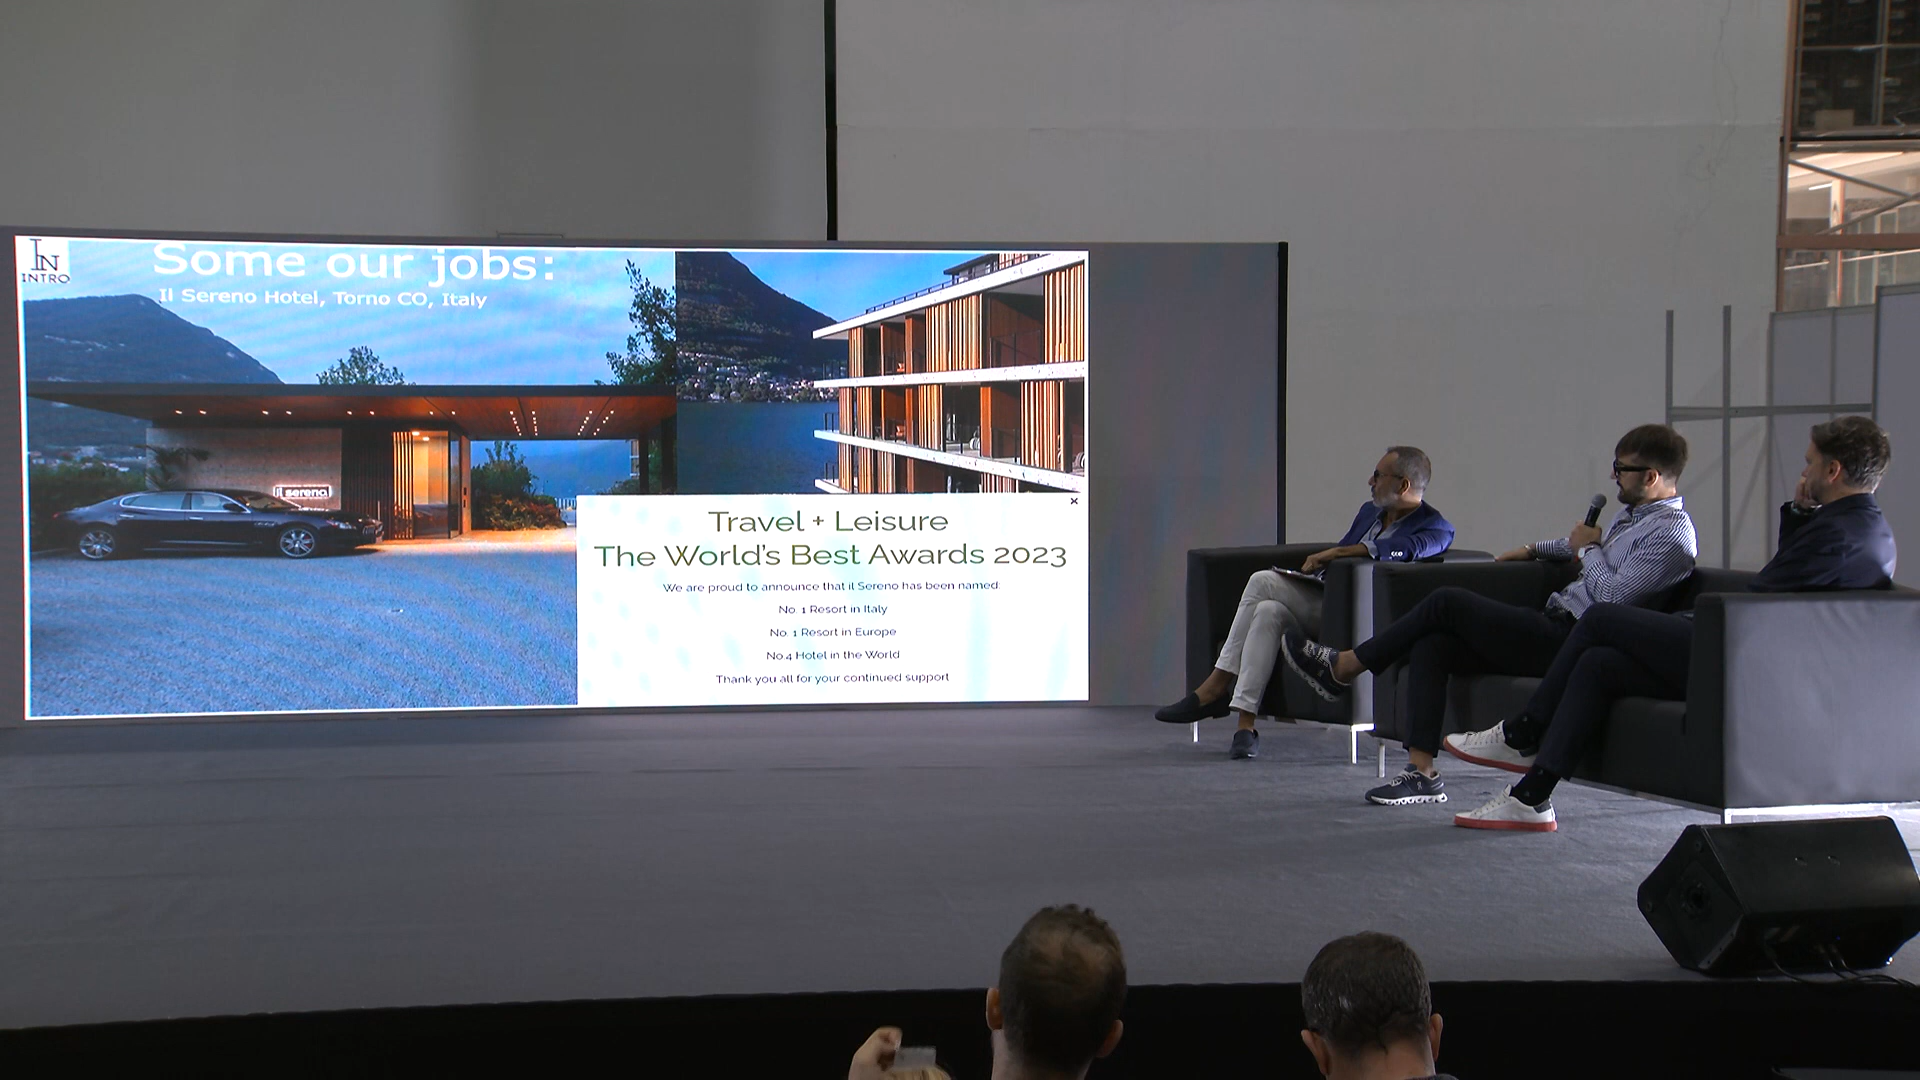 IN
INTRO
Some our jobs:
Il Sereno Hotel, Torno CO, Italy
il sereno
Travel + Leisure
The World's Best Awards 2023
We are proud to announce that il Sereno has been named:
No. 1 Resort in Italy
No. 1 Resort in Europe
No.4 Hotel in the World
Thank you all for your continued support